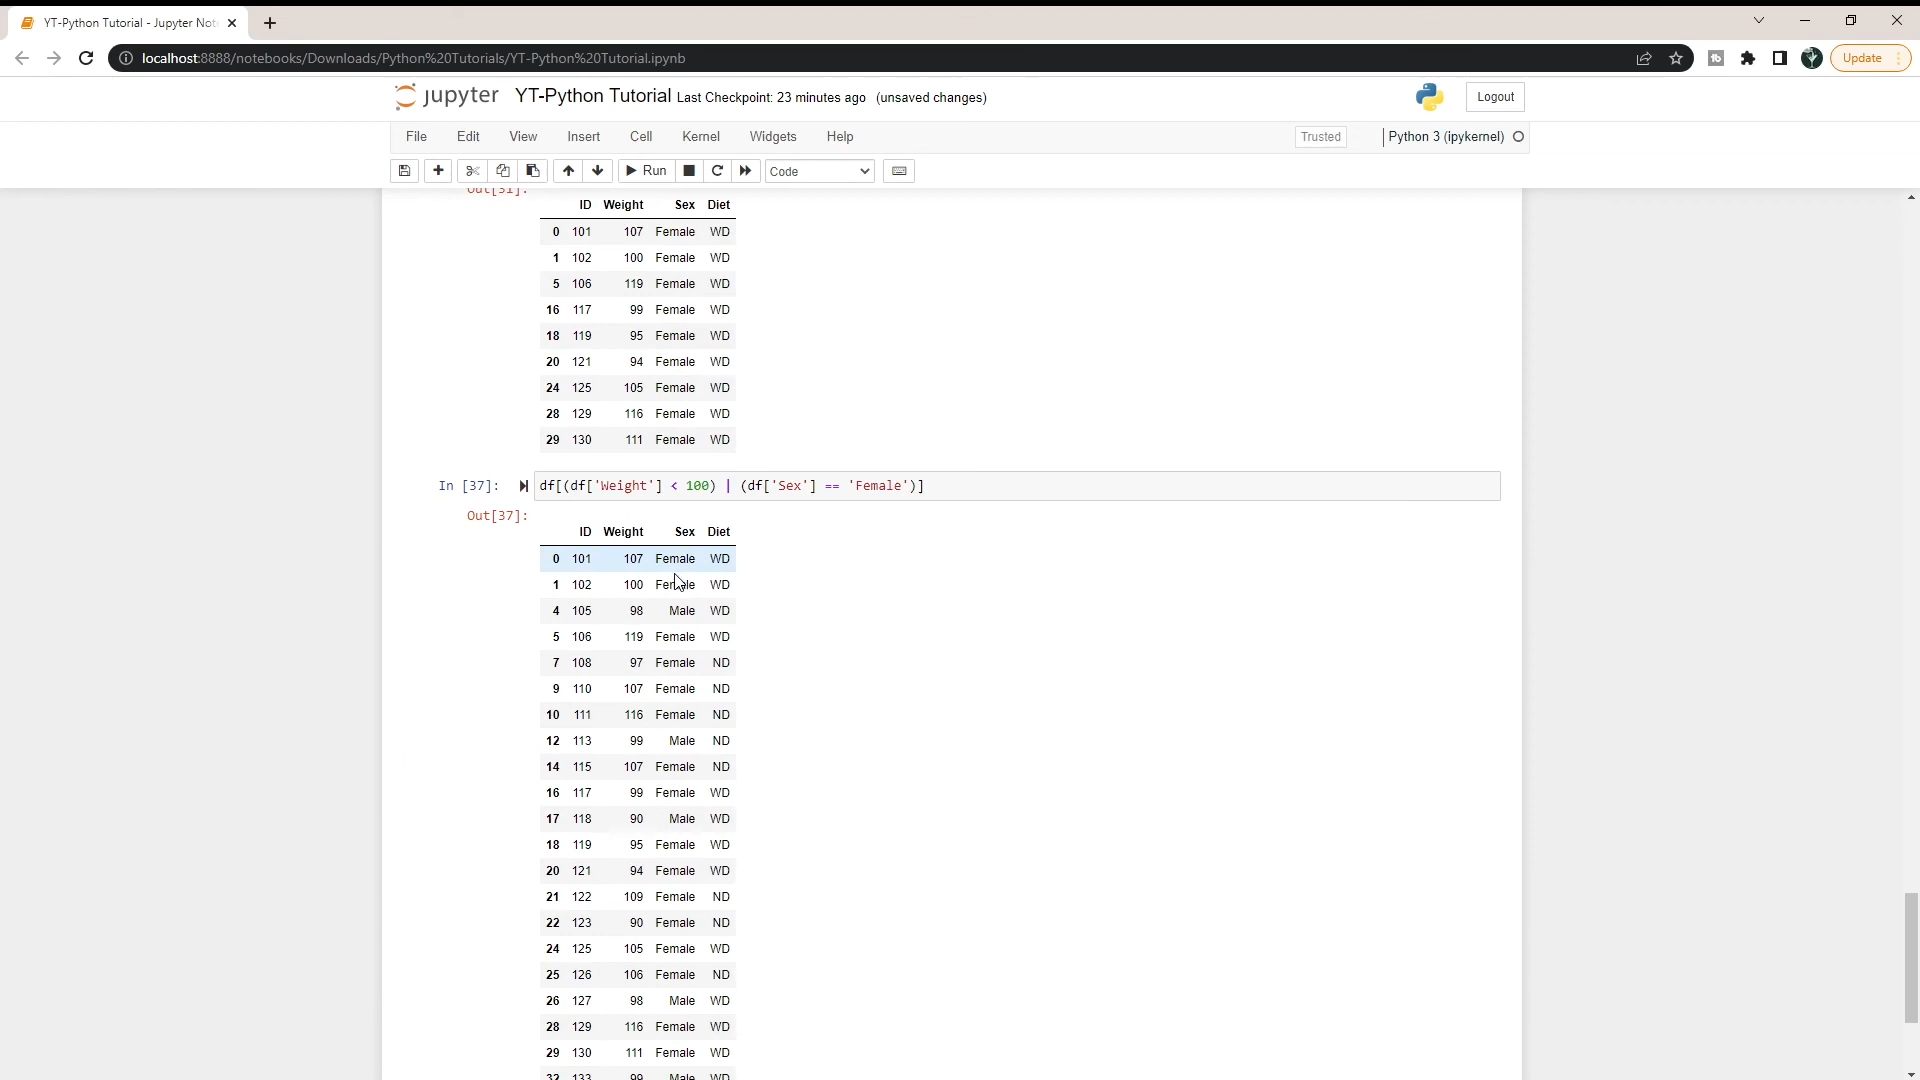 YT-Python Tutorial - Jupyter Not
localhost:8888/notebooks/Downloads/Python%20Tutorials/YT-Python%20Tutorial.ipynb
Update
jupyter YT-Python Tutorial Last Checkpoint: 23 minutes ago (unsaved changes)
Logout
File Edit View Insert Cell Kernel Widgets Help
Trusted Python 3 (ipykernel)
Run Code
Out[31]:
ID Weight Sex Diet
0 101 107 Female WD
1 102 100 Female WD
5 106 119 Female WD
16 117 99 Female WD
18 119 95 Female WD
20 121 94 Female WD
24 125 105 Female WD
28 129 116 Female WD
29 130 111 Female WD
In [37]: df[(df['Weight'] < 100) | (df['Sex'] == 'Female')]
Out[37]:
ID Weight Sex Diet
0 101 107 Female WD
1 102 100 Female WD
4 105 98 Male WD
5 106 119 Female WD
7 108 97 Female ND
9 110 107 Female ND
10 111 116 Female ND
12 113 99 Male ND
14 115 107 Female ND
16 117 99 Female WD
17 118 90 Male WD
18 119 95 Female WD
20 121 94 Female WD
21 122 109 Female ND
22 123 90 Female ND
24 125 105 Female WD
25 126 106 Female ND
26 127 98 Male WD
28 129 116 Female WD
29 130 111 Female WD
32 133 99 Male WD